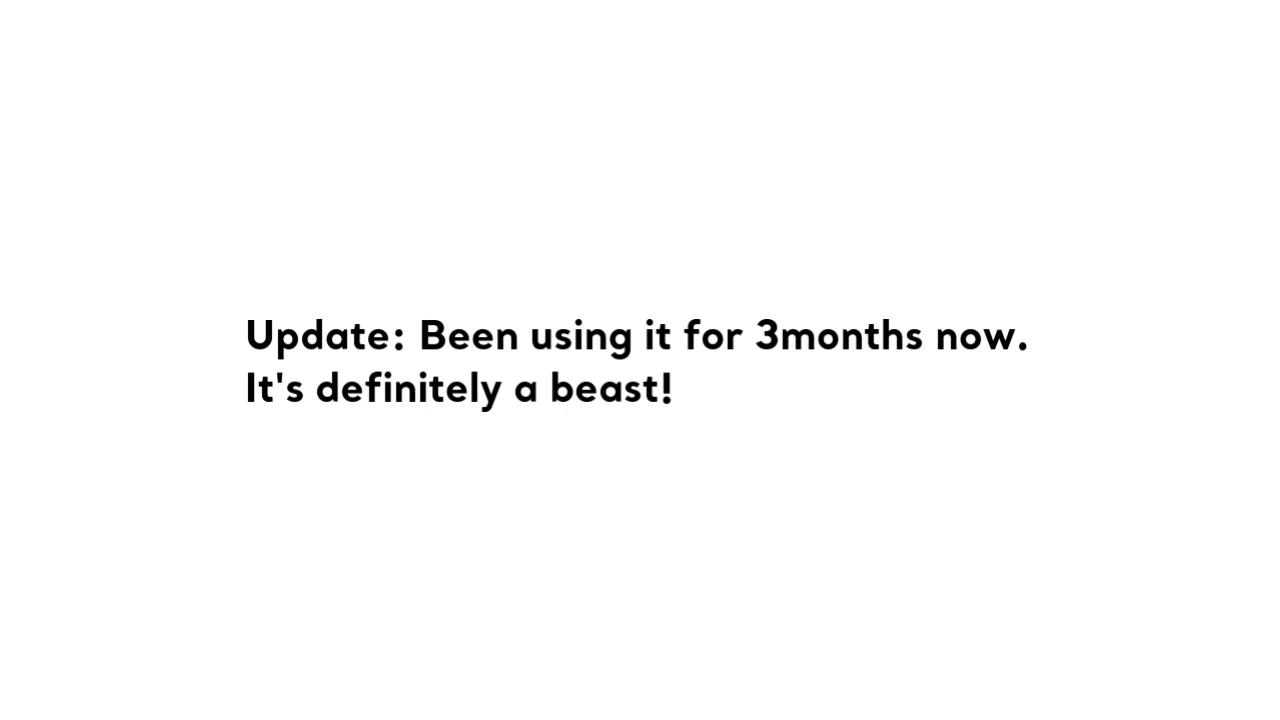 Update: Been using it for 3months now.
It's definitely a beast!